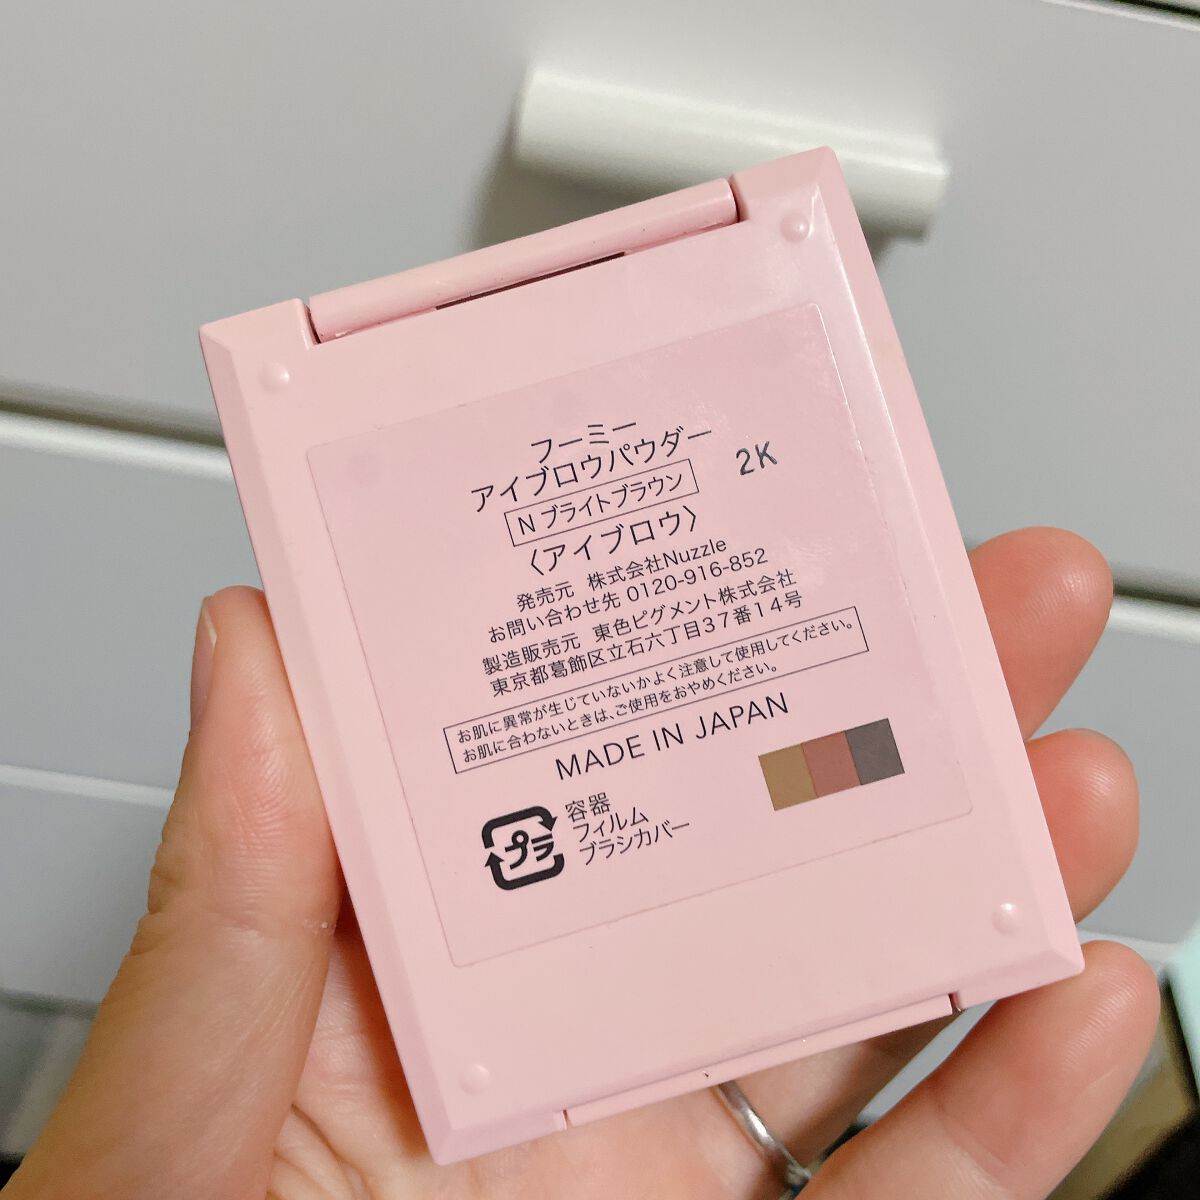 フーミー
アイブロウパウダー
2K
N ブライトブラウン
〈アイブロウ〉
発売元 株式会社Nuzzle
お問い合わせ先 0120-916-852
製造販売元 東色ピグメント株式会社
東京都葛飾区立石六丁目37番14号
お肌に異常が生じていないかよく注意して使用してください。
お肌に合わないときは、ご使用をおやめください。
MADE IN JAPAN
プラ
容器
フィルム
ブラシカバー